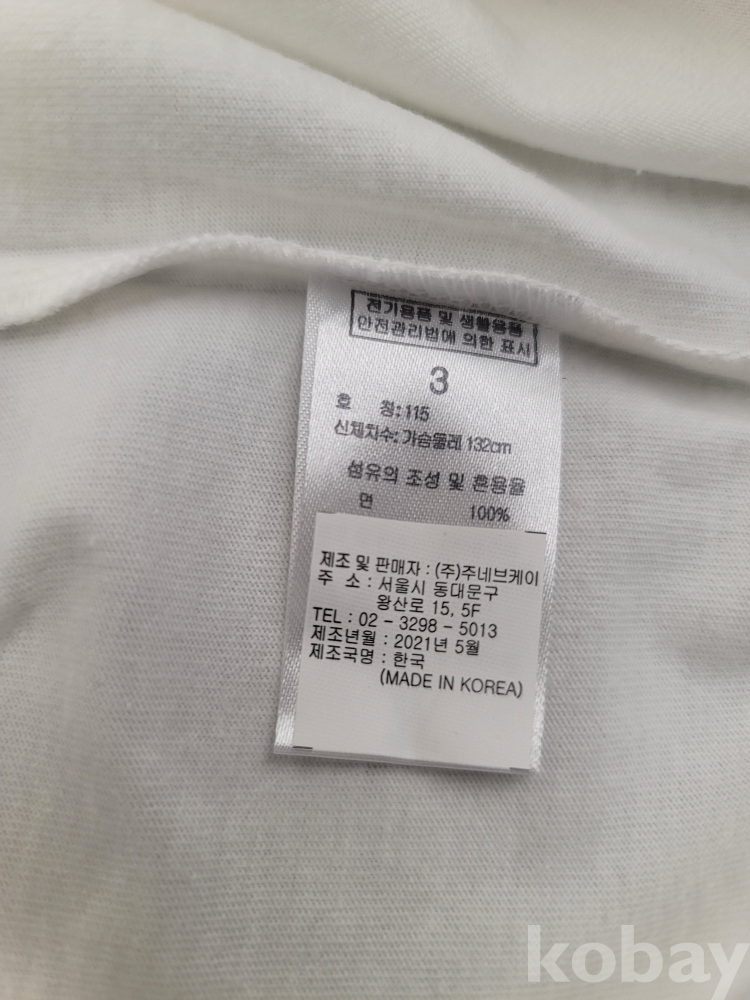 전기용품 및 생활용품
안전관리법에 의한 표시
3
호 칭:115
신체치수:가슴둘레 132cm
섬유의 조성 및 혼용율
면 100%
제조 및 판매자 : (주)주네브케이
주 소 : 서울시 동대문구
왕산로 15, 5F
TEL : 02 - 3298 - 5013
제조년월 : 2021년 5월
제조국명 : 한국
(MADE IN KOREA)
kobay